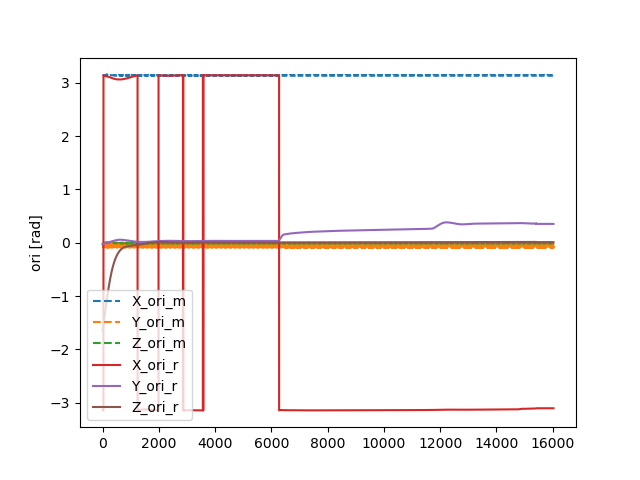 ori [rad]
3
2
1
0
−1
−2
−3
X_ori_m
Y_ori_m
Z_ori_m
X_ori_r
Y_ori_r
Z_ori_r
0 2000 4000 6000 8000 10000 12000 14000 16000